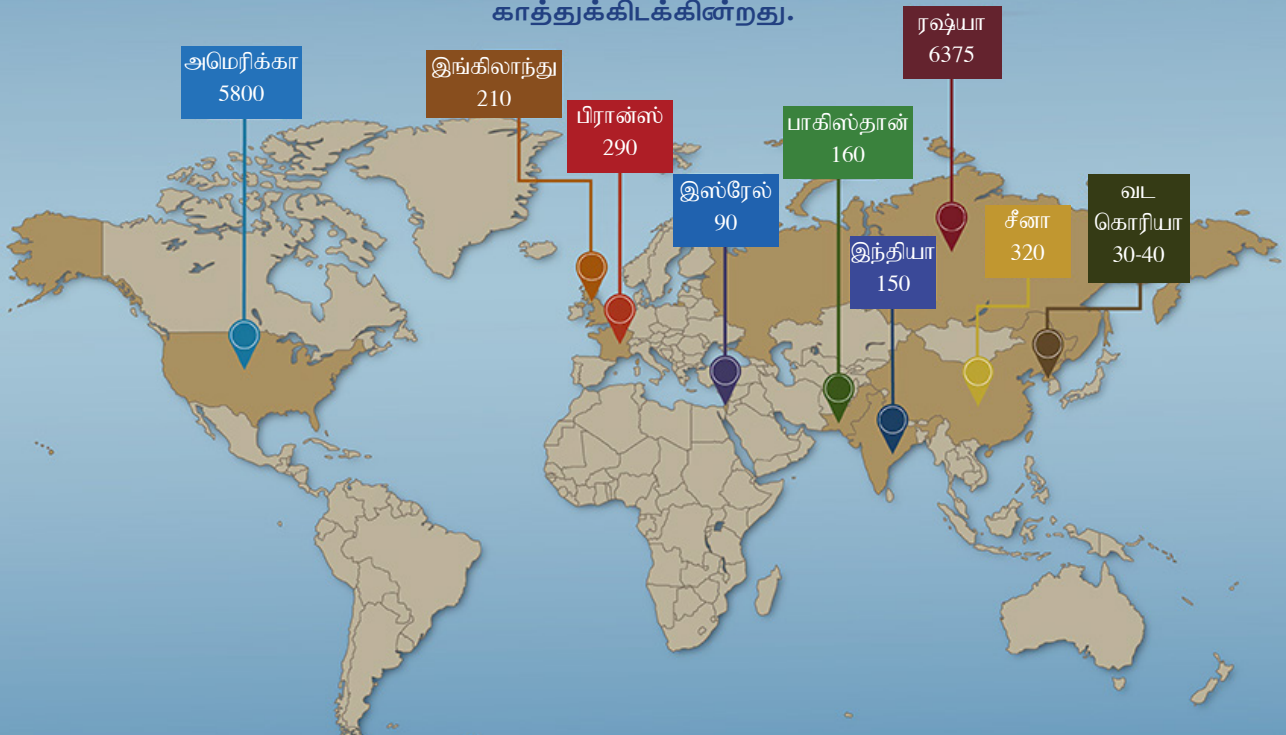 காத்துக்கிடக்கின்றது.
ரஷ்யா
6375
அமெரிக்கா
5800
இங்கிலாந்து
210
பிரான்ஸ்
290
பாகிஸ்தான்
160
இஸ்ரேல்
90
இந்தியா
150
சீனா
320
வட
கொரியா
30-40